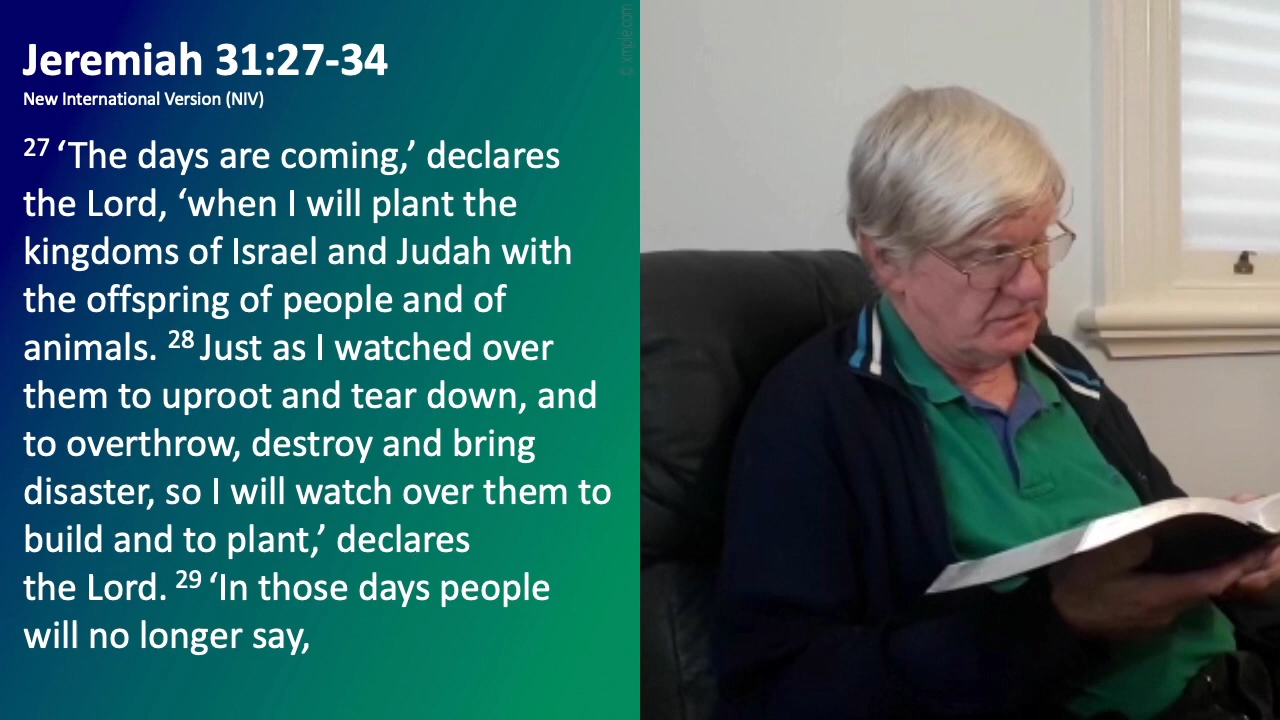 Jeremiah 31:27-34
New International Version (NIV)
27 ‘The days are coming,’ declares
the Lord, ‘when I will plant the
kingdoms of Israel and Judah with
the offspring of people and of
animals. 28 Just as I watched over
them to uproot and tear down, and
to overthrow, destroy and bring
disaster, so I will watch over them to
build and to plant,’ declares
the Lord. 29 ‘In those days people
will no longer say,
© xmple.com